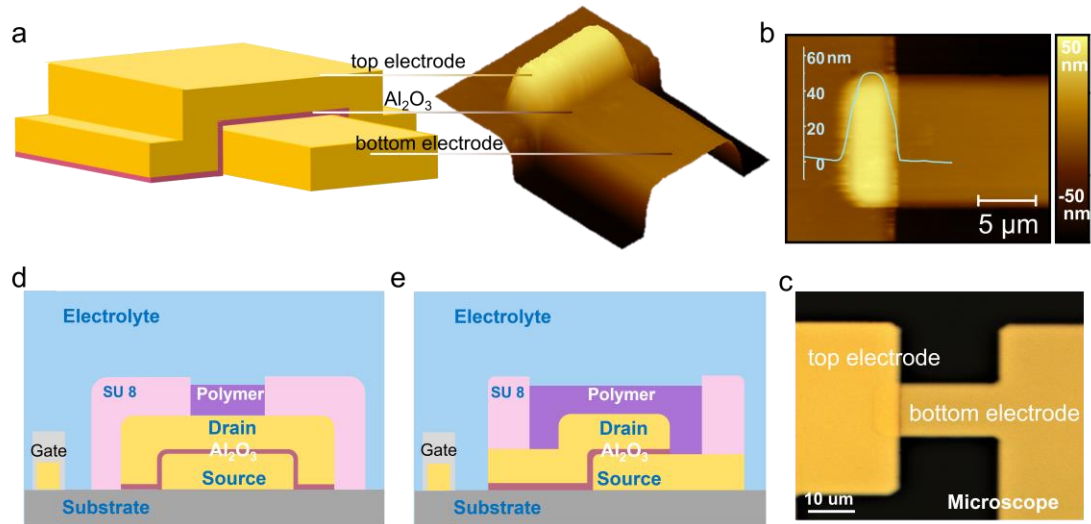 a
top electrode
Al₂O₃
bottom electrode
b
60 nm
40
20
0
5 μm
50
nm
-50
nm
d
Electrolyte
SU 8
Polymer
Drain
Al₂O₃
Gate
Source
Substrate
e
Electrolyte
SU 8
Polymer
Drain
Al₂O₃
Gate
Source
Substrate
c
top electrode
bottom electrode
10 um
Microscope